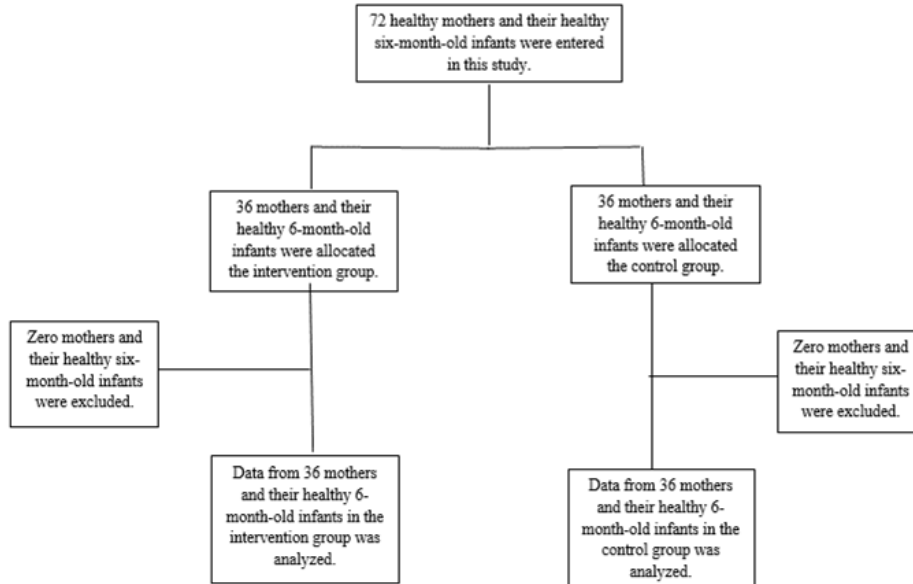 72 healthy mothers and their healthy
six-month-old infants were entered
in this study.
36 mothers and their
healthy 6-month-old
infants were allocated
the intervention group.
36 mothers and their
healthy 6-month-old
infants were allocated
the control group.
Zero mothers and
their healthy six-
month-old infants
were excluded.
Zero mothers and
their healthy six-
month-old infants
were excluded.
Data from 36 mothers
and their healthy 6-
month-old infants in the
intervention group was
analyzed.
Data from 36 mothers
and their healthy 6-
month-old infants in the
control group was
analyzed.